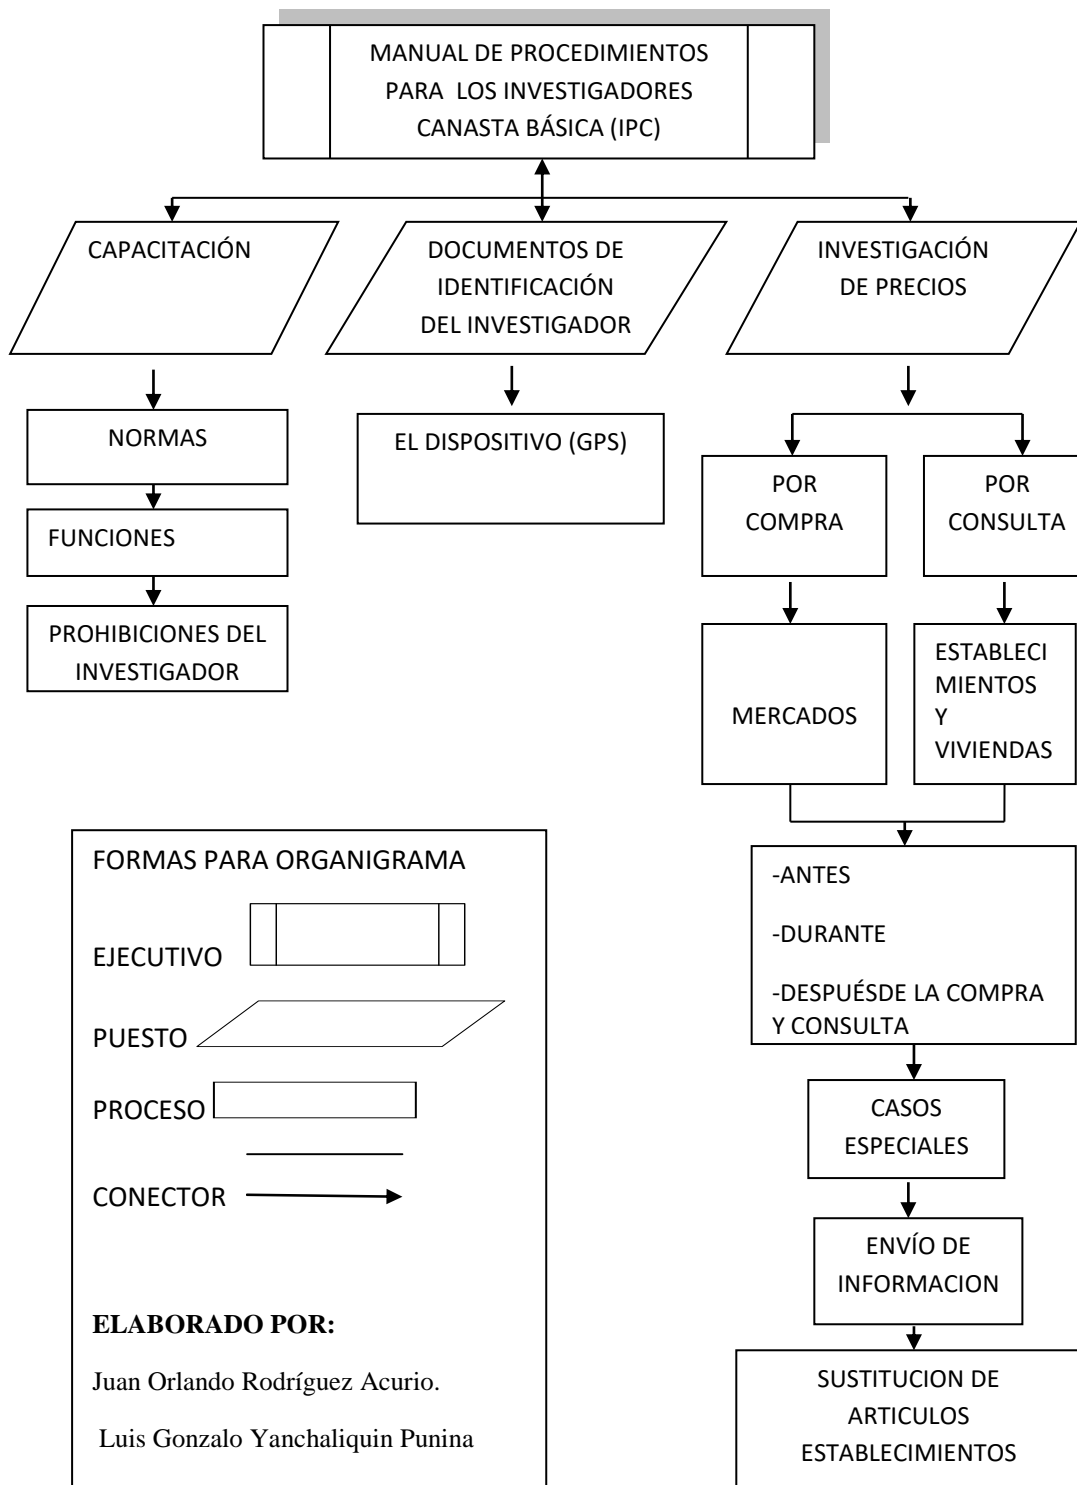 MANUAL DE PROCEDIMIENTOS
PARA LOS INVESTIGADORES
CANASTA BÁSICA (IPC)
CAPACITACIÓN
DOCUMENTOS DE
IDENTIFICACIÓN
DEL INVESTIGADOR
INVESTIGACIÓN
DE PRECIOS
NORMAS
FUNCIONES
PROHIBICIONES DEL
INVESTIGADOR
EL DISPOSITIVO (GPS)
POR
COMPRA
POR
CONSULTA
MERCADOS
ESTABLECI
MIENTOS
Y
VIVIENDAS
-ANTES
-DURANTE
-DESPUÉSDE LA COMPRA
Y CONSULTA
CASOS
ESPECIALES
ENVÍO DE
INFORMACION
SUSTITUCION DE
ARTICULOS
ESTABLECIMIENTOS
FORMAS PARA ORGANIGRAMA
EJECUTIVO
PUESTO
PROCESO
CONECTOR
ELABORADO POR:
Juan Orlando Rodríguez Acurio.
Luis Gonzalo Yanchaliquin Punina